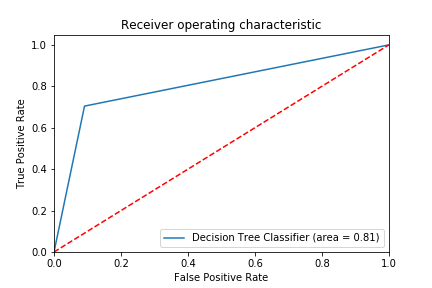 Receiver operating characteristic
True Positive Rate
1.0
0.8
0.6
0.4
0.2
0.0
Decision Tree Classifier (area = 0.81)
0.0 0.2 0.4 0.6 0.8 1.0
False Positive Rate